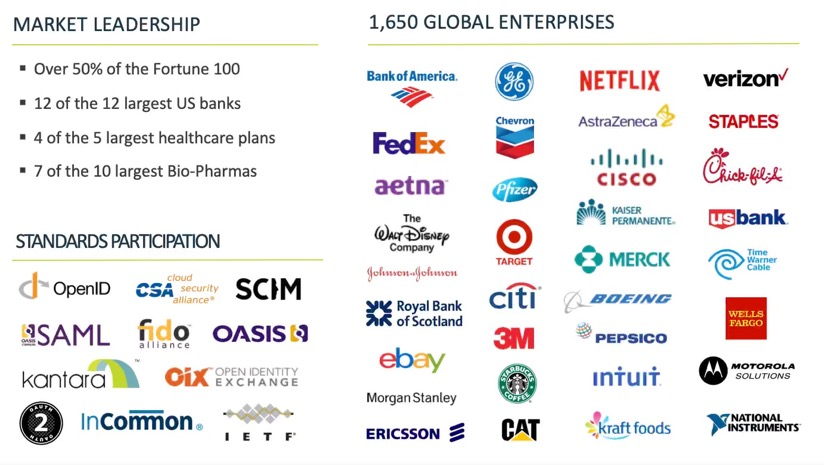 MARKET LEADERSHIP
▪ Over 50% of the Fortune 100
▪ 12 of the 12 largest US banks
▪ 4 of the 5 largest healthcare plans
▪ 7 of the 10 largest Bio-Pharmas
STANDARDS PARTICIPATION
OpenID
CSA cloud security alliance®
SCIM
OASIS SAML
fido alliance
OASIS
kantara™
OIX™ OPEN IDENTITY EXCHANGE
OAUTH 2
InCommon®
IETF®
1,650 GLOBAL ENTERPRISES
Bank of America.
GE
NETFLIX
verizon
FedEx
Chevron
AstraZeneca
STAPLES
aetna
Pfizer
CISCO
Chick-fil-A
The
WALT DISNEY
Company
TARGET
KAISER
PERMANENTE®
usbank
Johnson & Johnson
citi®
MERCK
Time
Warner
Cable
Royal Bank
of Scotland
3M
BOEING
WELLS
FARGO
ebay
STARBUCKS
COFFEE
PEPSICO
MOTOROLA
SOLUTIONS
Morgan Stanley
CAT
intuit
NATIONAL
INSTRUMENTS
ERICSSON
kraft foods